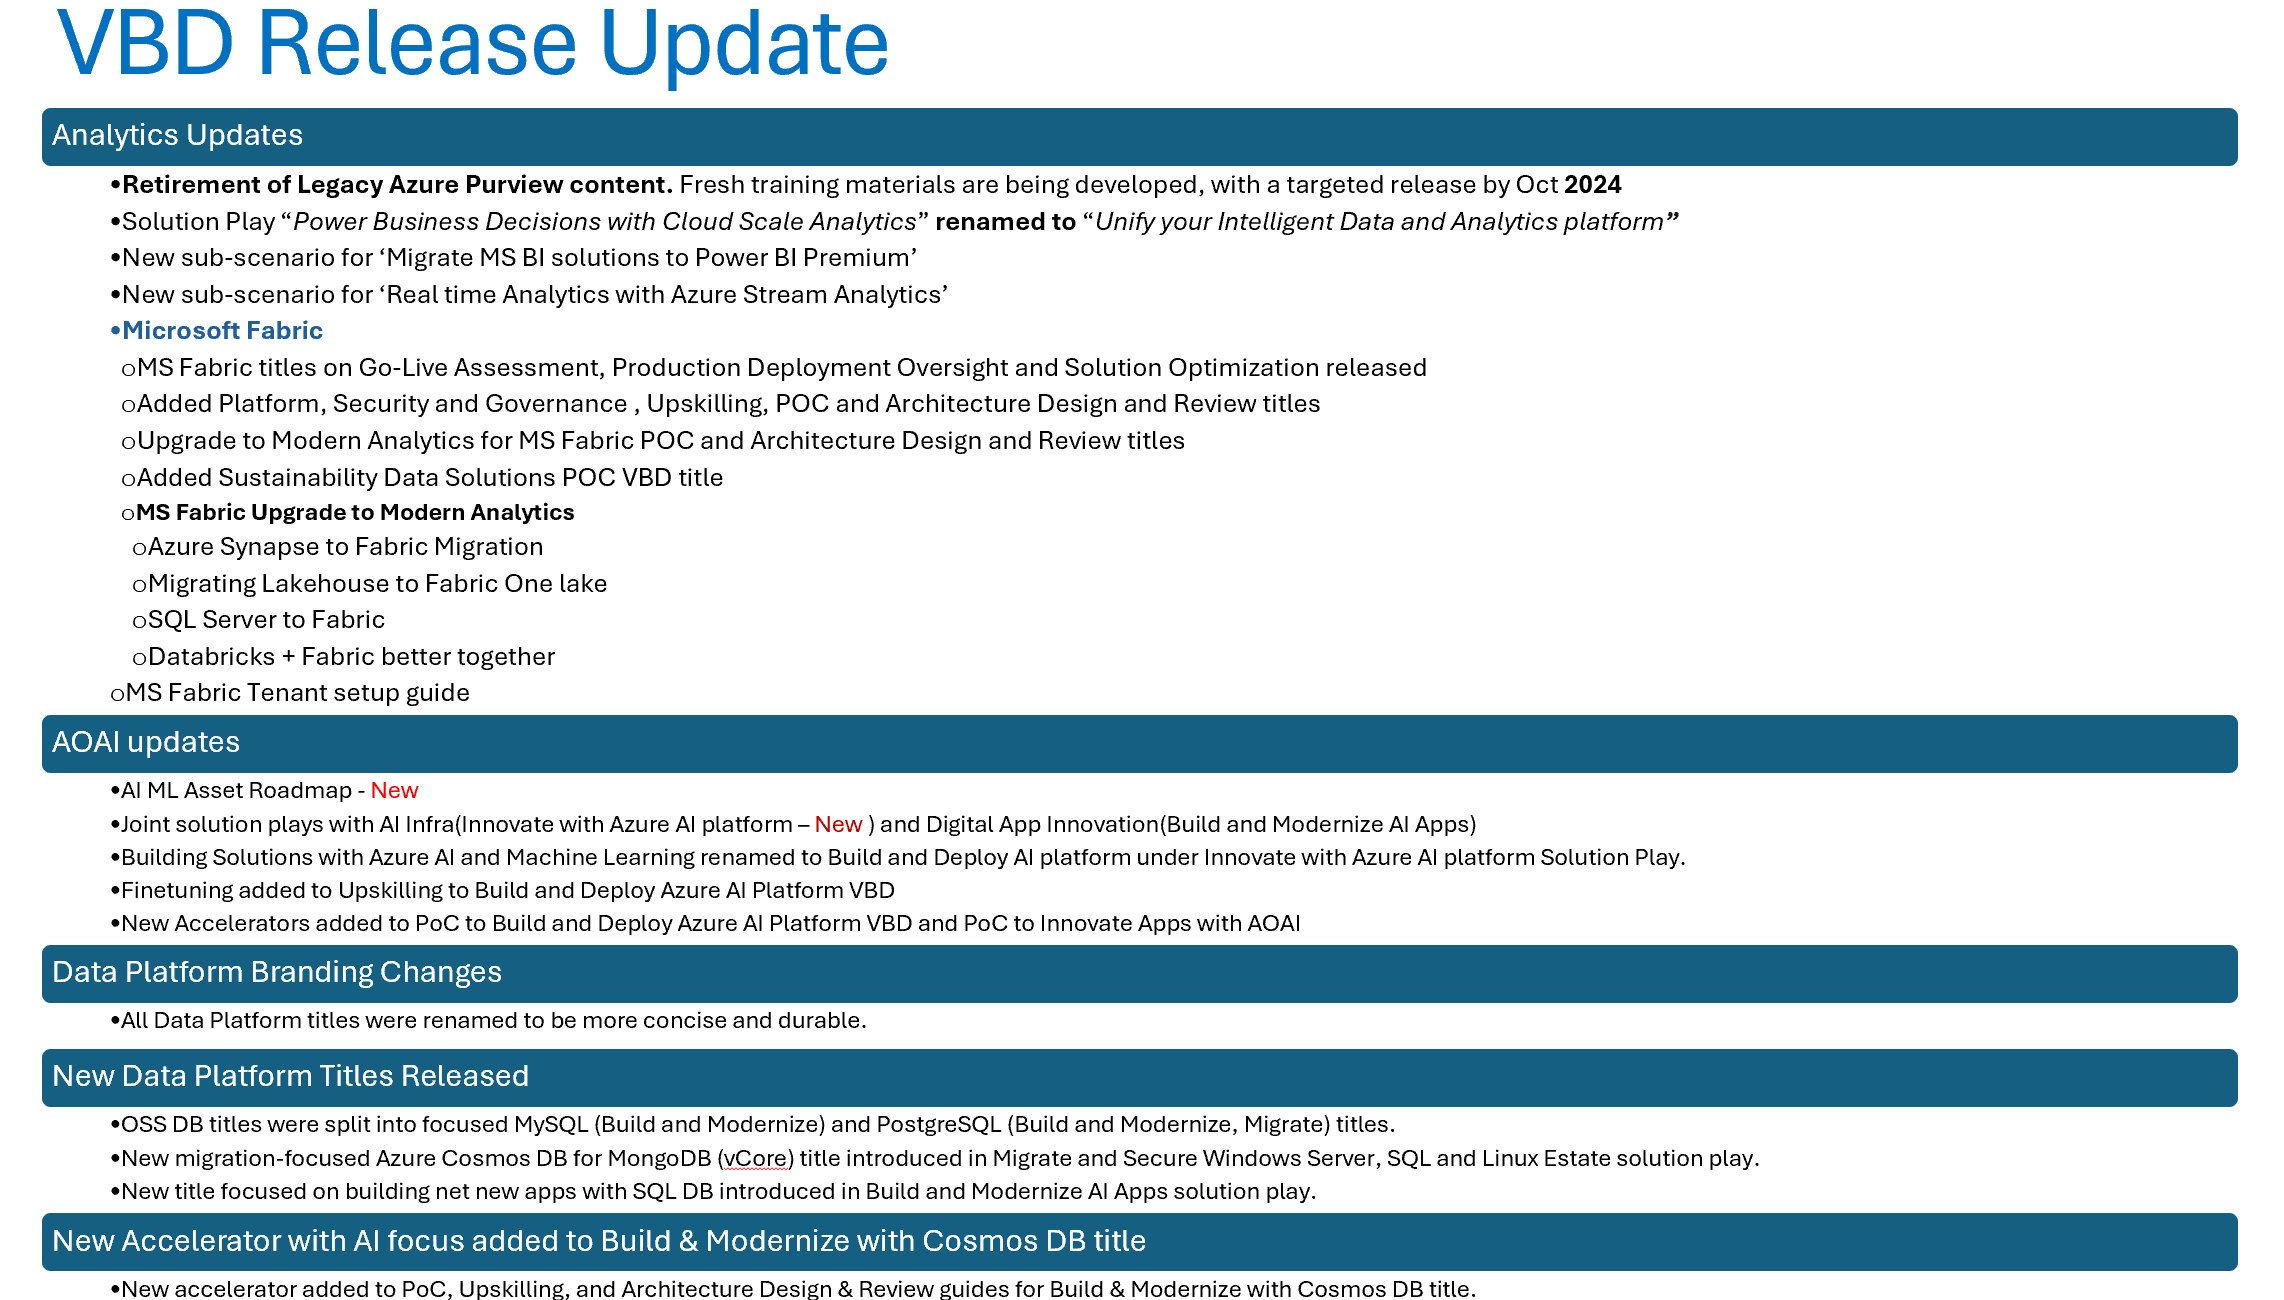 VBD Release Update
Analytics Updates
•Retirement of Legacy Azure Purview content. Fresh training materials are being developed, with a targeted release by Oct 2024
•Solution Play “Power Business Decisions with Cloud Scale Analytics” renamed to “Unify your Intelligent Data and Analytics platform”
•New sub-scenario for ‘Migrate MS BI solutions to Power BI Premium’
•New sub-scenario for ‘Real time Analytics with Azure Stream Analytics’
•Microsoft Fabric
oMS Fabric titles on Go-Live Assessment, Production Deployment Oversight and Solution Optimization released
oAdded Platform, Security and Governance , Upskilling, POC and Architecture Design and Review titles
oUpgrade to Modern Analytics for MS Fabric POC and Architecture Design and Review titles
oAdded Sustainability Data Solutions POC VBD title
oMS Fabric Upgrade to Modern Analytics
oAzure Synapse to Fabric Migration
oMigrating Lakehouse to Fabric One lake
oSQL Server to Fabric
oDatabricks + Fabric better together
oMS Fabric Tenant setup guide
AOAI updates
•AI ML Asset Roadmap - New
•Joint solution plays with AI Infra(Innovate with Azure AI platform – New ) and Digital App Innovation(Build and Modernize AI Apps)
•Building Solutions with Azure AI and Machine Learning renamed to Build and Deploy AI platform under Innovate with Azure AI platform Solution Play.
•Finetuning added to Upskilling to Build and Deploy Azure AI Platform VBD
•New Accelerators added to PoC to Build and Deploy Azure AI Platform VBD and PoC to Innovate Apps with AOAI
Data Platform Branding Changes
•All Data Platform titles were renamed to be more concise and durable.
New Data Platform Titles Released
•OSS DB titles were split into focused MySQL (Build and Modernize) and PostgreSQL (Build and Modernize, Migrate) titles.
•New migration-focused Azure Cosmos DB for MongoDB (vCore) title introduced in Migrate and Secure Windows Server, SQL and Linux Estate solution play.
•New title focused on building net new apps with SQL DB introduced in Build and Modernize AI Apps solution play.
New Accelerator with AI focus added to Build & Modernize with Cosmos DB title
•New accelerator added to PoC, Upskilling, and Architecture Design & Review guides for Build & Modernize with Cosmos DB title.